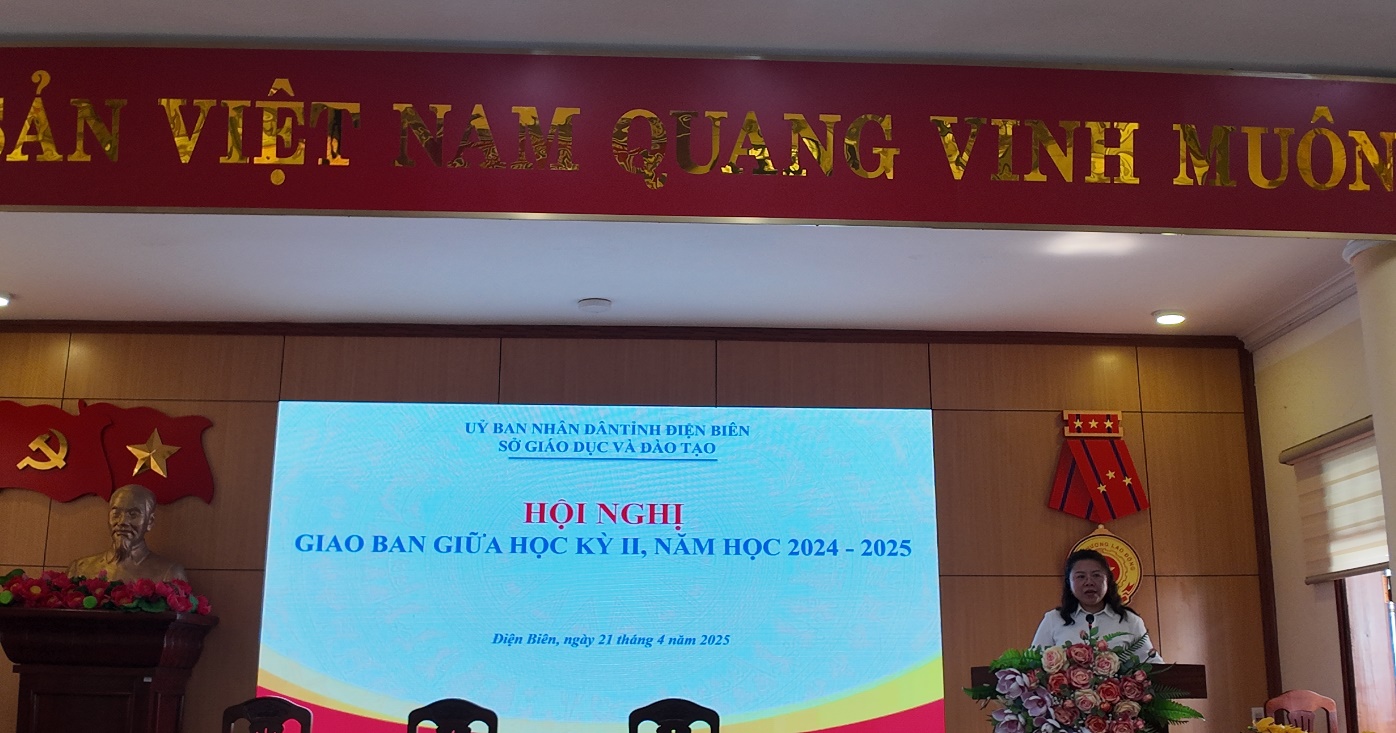 SẢN VIỆT NAM QUANG VINH MUÔN
UỶ BAN NHÂN DÂNTỈNH ĐIỆN BIÊN
SỞ GIÁO DỤC VÀ ĐÀO TẠO
HỘI NGHỊ
GIAO BAN GIỮA HỌC KỲ II, NĂM HỌC 2024 - 2025
Điện Biên, ngày 21 tháng 4 năm 2025
LAO ĐỘNG